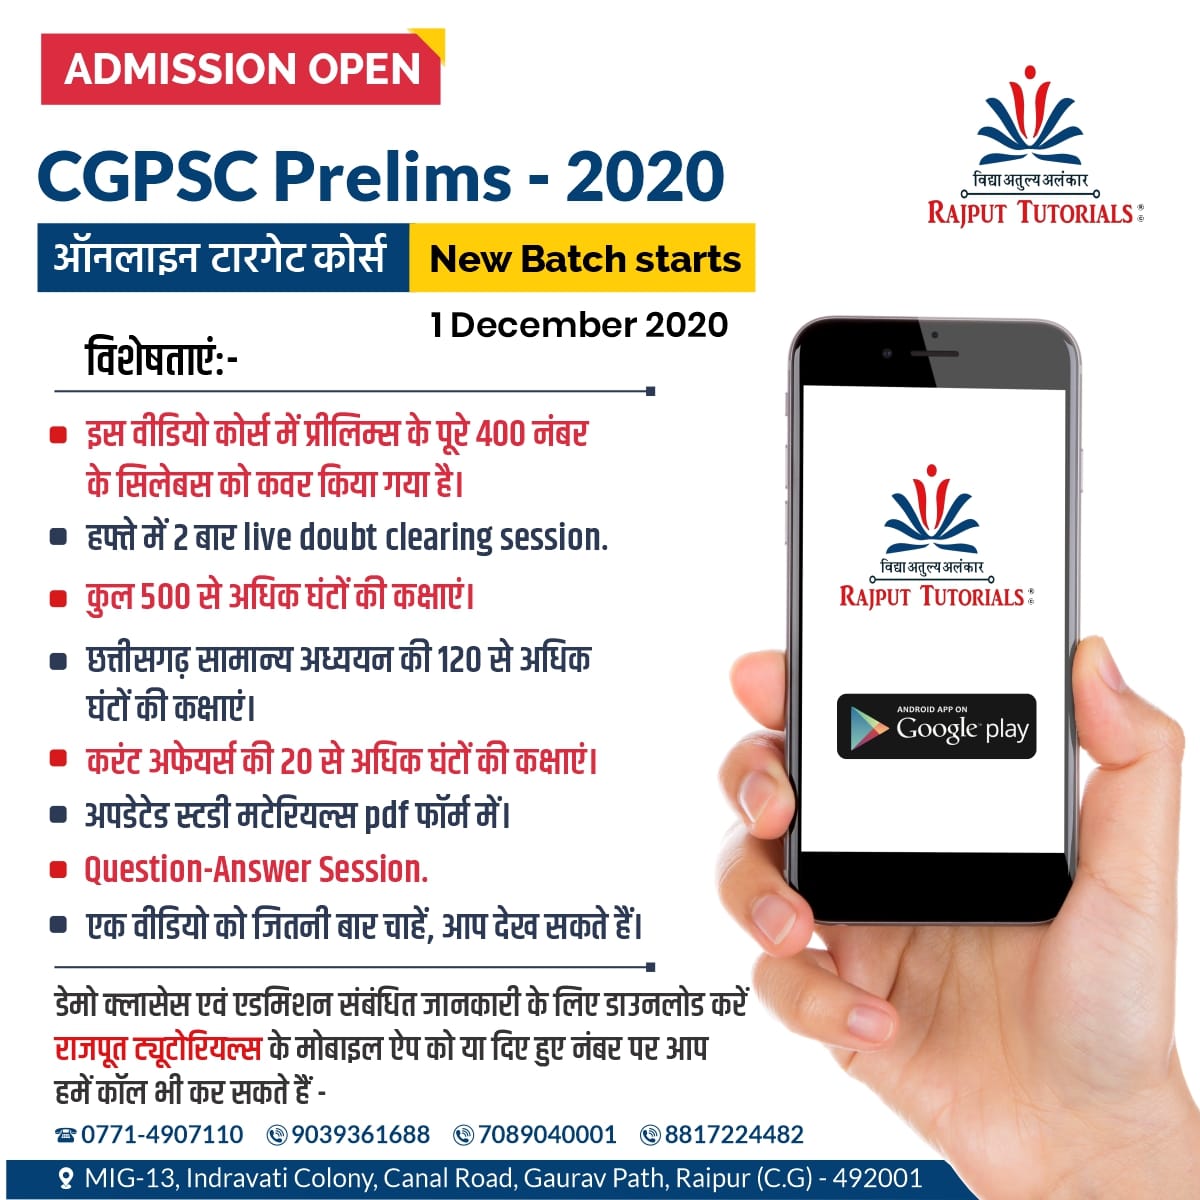 ADMISSION OPEN
CGPSC Prelims - 2020
ऑनलाइन टारगेट कोर्स
New Batch starts
1 December 2020
विद्या अतुल्य अलंकार
RAJPUT TUTORIALS ® ©
विशेषताएं:-
इस वीडियो कोर्स में प्रीलिम्स के पूरे 400 नंबर
के सिलेबस को कवर किया गया है।
हफ्ते में 2 बार live doubt clearing session.
कुल 500 से अधिक घंटों की कक्षाएं।
छत्तीसगढ़ सामान्य अध्ययन की 120 से अधिक
घंटों की कक्षाएं।
करंट अफेयर्स की 20 से अधिक घंटों की कक्षाएं।
अपडेटेड स्टडी मटेरियल्स pdf फॉर्म में।
Question-Answer Session.
एक वीडियो को जितनी बार चाहें, आप देख सकते हैं।
विद्या अतुल्य अलंकार
RAJPUT TUTORIALS ® ©
ANDROID APP ON
Google play
डेमो क्लासेस एवं एडमिशन संबंधित जानकारी के लिए डाउनलोड करें
राजपूत ट्यूटोरियल्स के मोबाइल ऐप को या दिए हुए नंबर पर आप
हमें कॉल भी कर सकते हैं -
0771-4907110 9039361688 7089040001 8817224482
MIG-13, Indravati Colony, Canal Road, Gaurav Path, Raipur (C.G) - 492001